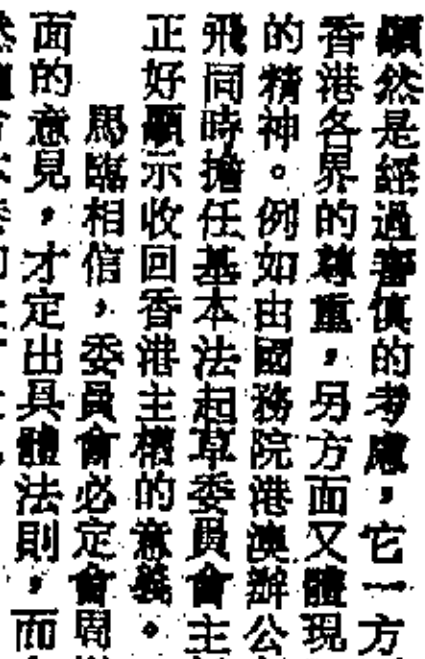 顯然是經過審慎的考慮，它一方
香港各界的尊重，另方面又體現
的精神。例如由國務院港澳辦公
飛同時擔任基本法起草委員會主
正好顯示收回香港主權的意義。
馬臨相信，委員會必定會周
面的意見，才定出具體法則，而